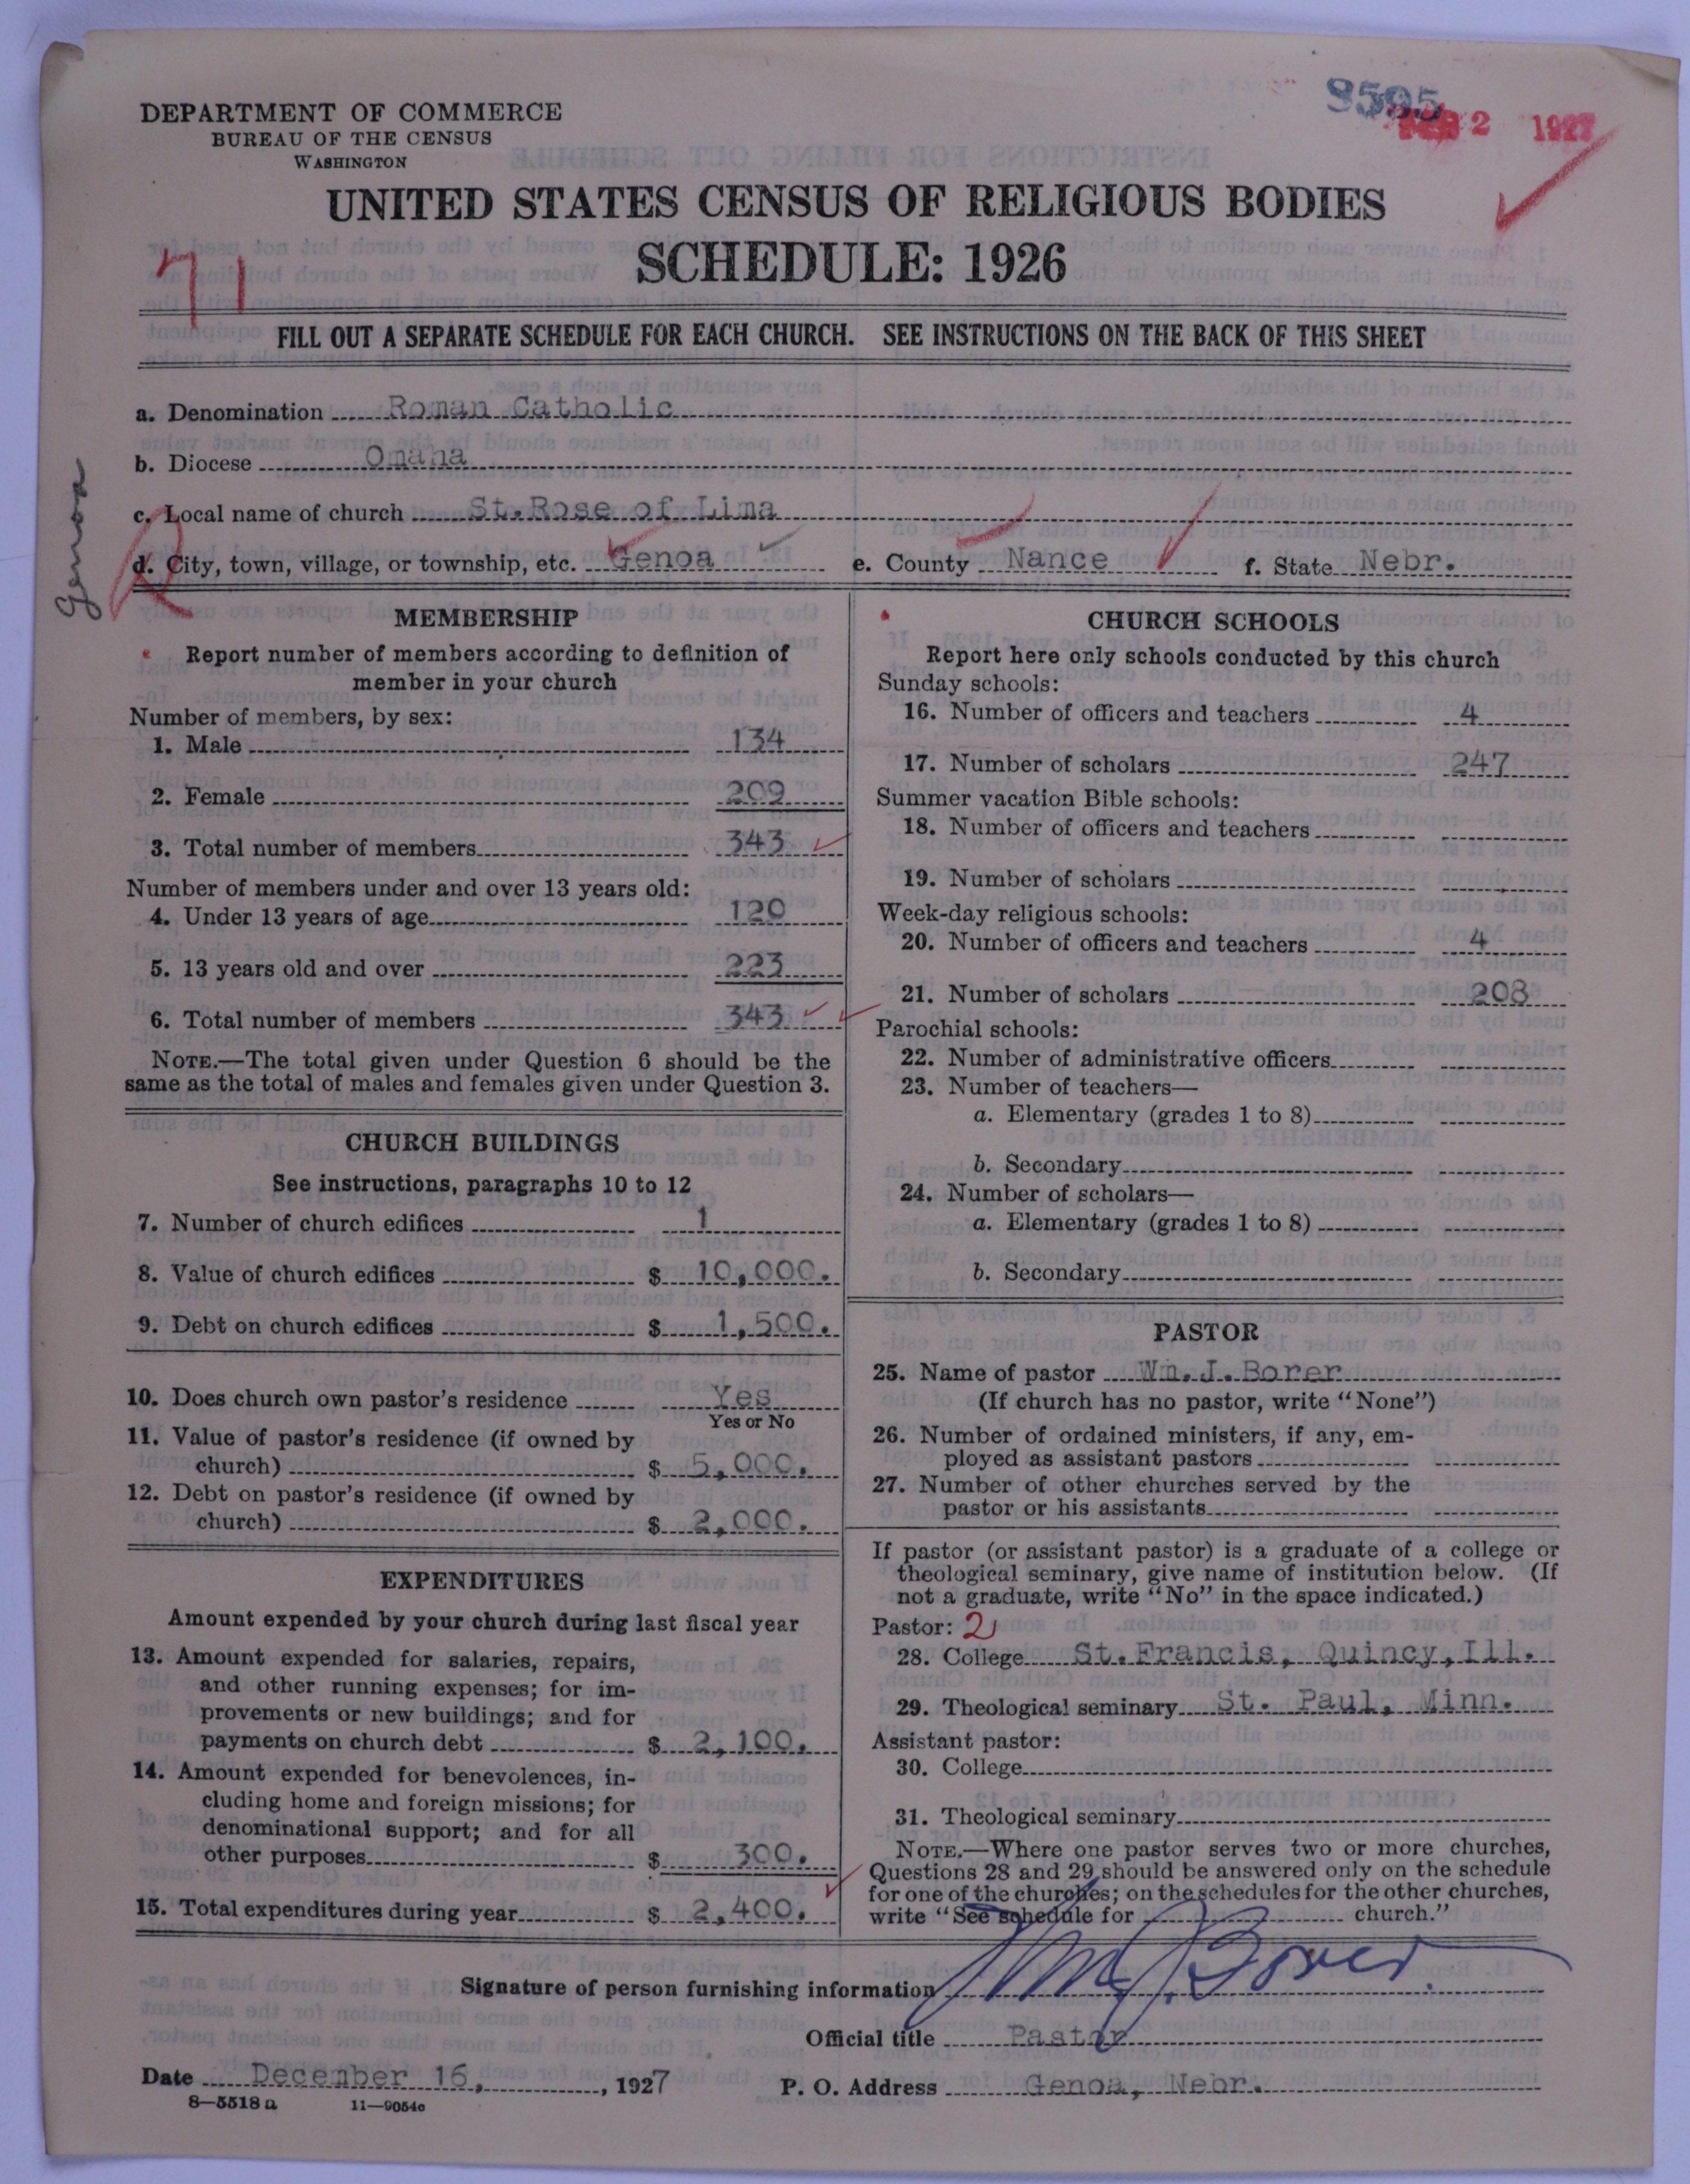 8595
2 1927
DEPARTMENT OF COMMERCE
BUREAU OF THE CENSUS
WASHINGTON
UNITED STATES CENSUS OF RELIGIOUS BODIES
SCHEDULE: 1926
71
FILL OUT A SEPARATE SCHEDULE FOR EACH CHURCH. SEE INSTRUCTIONS ON THE BACK OF THIS SHEET
a. Denomination Roman Catholic
b. Diocese Omaha
c. Local name of church St. Rose of Lima
d. City, town, village, or township, etc. Genoa e. County Nance f. State Nebr.
Genoa
MEMBERSHIP
Report number of members according to definition of
member in your church
Number of members, by sex:
1. Male 134
2. Female 209
3. Total number of members 343
Number of members under and over 13 years old:
4. Under 13 years of age 120
5. 13 years old and over 223
6. Total number of members 343
NOTE.—The total given under Question 6 should be the
same as the total of males and females given under Question 3.
CHURCH BUILDINGS
See instructions, paragraphs 10 to 12
7. Number of church edifices 1
8. Value of church edifices $ 10,000.
9. Debt on church edifices $ 1,500.
10. Does church own pastor's residence Yes
Yes or No
11. Value of pastor's residence (if owned by
church) $ 5,000.
12. Debt on pastor's residence (if owned by
church) $ 2,000.
EXPENDITURES
Amount expended by your church during last fiscal year
13. Amount expended for salaries, repairs,
and other running expenses; for im-
provements or new buildings; and for
payments on church debt $ 2,100.
14. Amount expended for benevolences, in-
cluding home and foreign missions; for
denominational support; and for all
other purposes $ 300.
15. Total expenditures during year $ 2,400.
CHURCH SCHOOLS
Report here only schools conducted by this church
Sunday schools:
16. Number of officers and teachers 4
17. Number of scholars 247
Summer vacation Bible schools:
18. Number of officers and teachers
19. Number of scholars
Week-day religious schools:
20. Number of officers and teachers 4
21. Number of scholars 208
Parochial schools:
22. Number of administrative officers
23. Number of teachers—
a. Elementary (grades 1 to 8)
b. Secondary
24. Number of scholars—
a. Elementary (grades 1 to 8)
b. Secondary
PASTOR
25. Name of pastor Wm. J. Borer
(If church has no pastor, write "None")
26. Number of ordained ministers, if any, em-
ployed as assistant pastors
27. Number of other churches served by the
pastor or his assistants
If pastor (or assistant pastor) is a graduate of a college or
theological seminary, give name of institution below. (If
not a graduate, write "No" in the space indicated.)
Pastor: 2
28. College St. Francis, Quincy, Ill.
29. Theological seminary St. Paul, Minn.
Assistant pastor:
30. College
31. Theological seminary
NOTE.—Where one pastor serves two or more churches,
Questions 28 and 29 should be answered only on the schedule
for one of the churches; on the schedules for the other churches,
write "See schedule for church."
Signature of person furnishing information Wm J. Borer.
Official title Pastor
Date December 16, 1927 P. O. Address Genoa, Nebr.
8—5518a 11—9054c